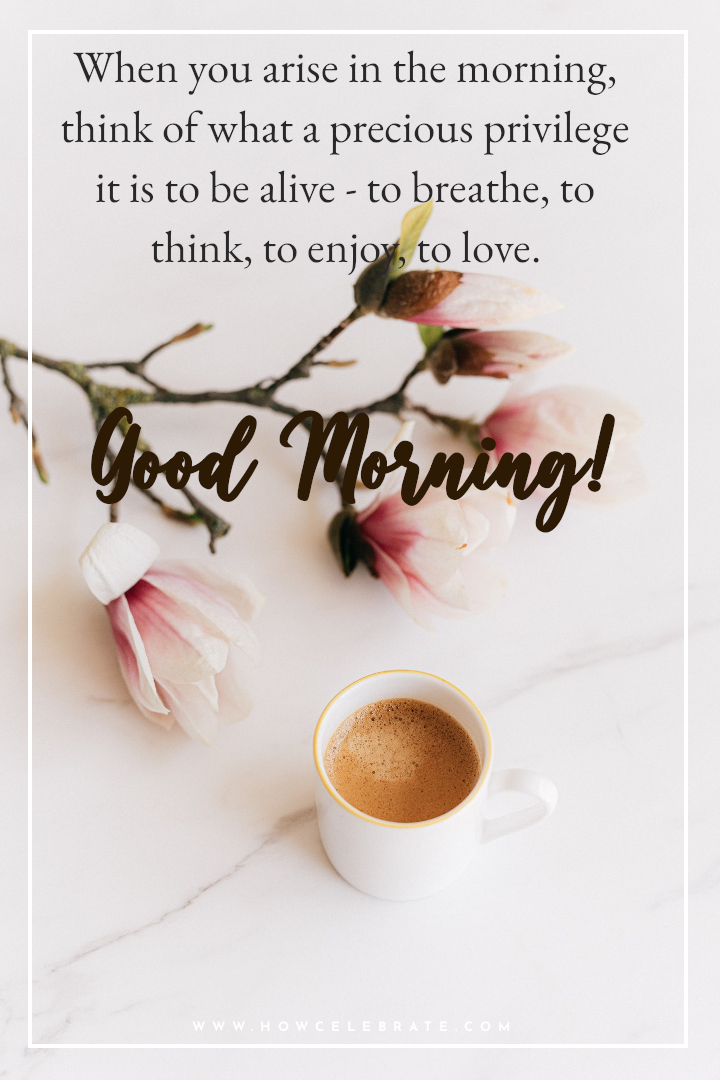 When you arise in the morning,
think of what a precious privilege
it is to be alive - to breathe, to
think, to enjoy, to love.
Good Morning!
WWW.HOWCELEBRATE.COM